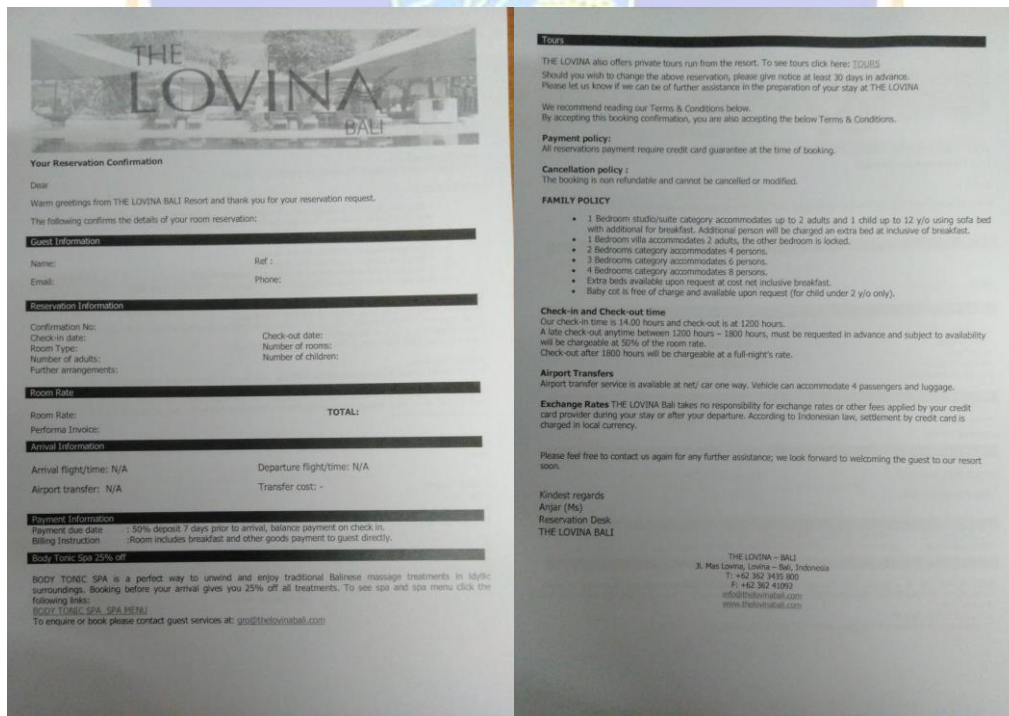 THE
LOVINA
BALI
Your Reservation Confirmation
Dear
Warm greetings from THE LOVINA BALI Resort and thank you for your reservation request.
The following confirms the details of your room reservation:
Guest Information
Name: Ref :
Email: Phone:
Reservation Information
Confirmation No:
Check-in date: Check-out date:
Room Type: Number of rooms:
Number of adults: Number of children:
Further arrangements:
Room Rate
Room Rate: TOTAL:
Performa Invoice:
Arrival Information
Arrival flight/time: N/A Departure flight/time: N/A
Airport transfer: N/A Transfer cost: -
Payment Information
Payment due date : 50% deposit 7 days prior to arrival, balance payment on check in.
Billing Instruction :Room includes breakfast and other goods payment to guest directly.
Body Tonic Spa 25% off
BODY TONIC SPA is a perfect way to unwind and enjoy traditional Balinese massage treatments in idyllic
surroundings. Booking before your arrival gives you 25% off all treatments. To see spa and spa menu click the
following links:
BODY TONIC SPA SPA MENU
To enquire or book please contact guest services at: gro@thelovinabali.com
Tours
THE LOVINA also offers private tours run from the resort. To see tours click here: TOURS
Should you wish to change the above reservation, please give notice at least 30 days in advance.
Please let us know if we can be of further assistance in the preparation of your stay at THE LOVINA
We recommend reading our Terms & Conditions below.
By accepting this booking confirmation, you are also accepting the below Terms & Conditions.
Payment policy:
All reservations payment require credit card guarantee at the time of booking.
Cancellation policy :
The booking is non refundable and cannot be cancelled or modified.
FAMILY POLICY
• 1 Bedroom studio/suite category accommodates up to 2 adults and 1 child up to 12 y/o using sofa bed
with additional for breakfast. Additional person will be charged an extra bed at inclusive of breakfast.
• 1 Bedroom villa accommodates 2 adults, the other bedroom is locked.
• 2 Bedrooms category accommodates 4 persons.
• 3 Bedrooms category accommodates 6 persons.
• 4 Bedrooms category accommodates 8 persons.
• Extra beds available upon request at cost net inclusive breakfast.
• Baby cot is free of charge and available upon request (for child under 2 y/o only).
Check-in and Check-out time
Our check-in time is 14.00 hours and check-out is at 1200 hours.
A late check-out anytime between 1200 hours – 1800 hours, must be requested in advance and subject to availability
will be chargeable at 50% of the room rate.
Check-out after 1800 hours will be chargeable at a full-night's rate.
Airport Transfers
Airport transfer service is available at net/ car one way. Vehicle can accommodate 4 passengers and luggage.
Exchange Rates THE LOVINA Bali takes no responsibility for exchange rates or other fees applied by your credit
card provider during your stay or after your departure. According to Indonesian law, settlement by credit card is
charged in local currency.
Please feel free to contact us again for any further assistance; we look forward to welcoming the guest to our resort
soon.
Kindest regards
Anjar (Ms)
Reservation Desk
THE LOVINA BALI
THE LOVINA – BALI
Jl. Mas Lovina, Lovina – Bali, Indonesia
T: +62 362 3435 800
F: +62 362 41092
info@thelovinabali.com
www.thelovinabali.com